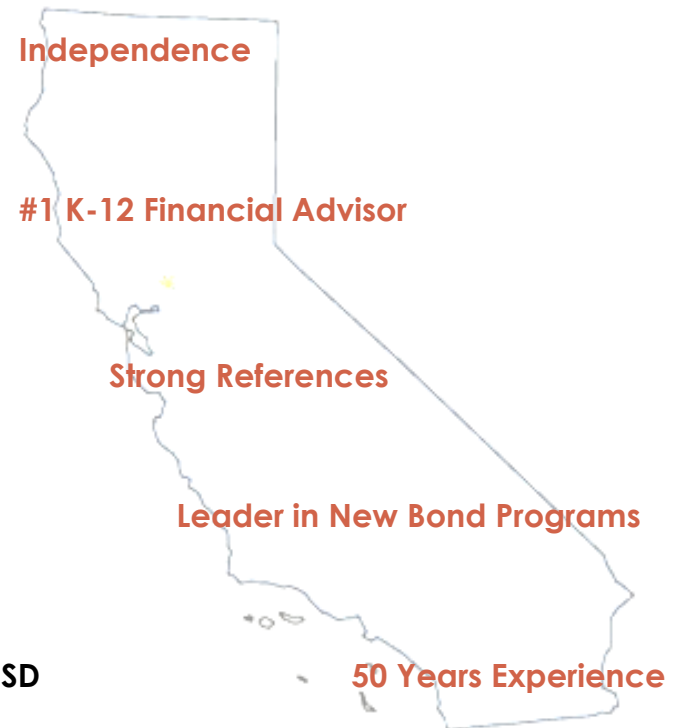 Independence
#1 K-12 Financial Advisor
Strong References
Leader in New Bond Programs
SD
50 Years Experience